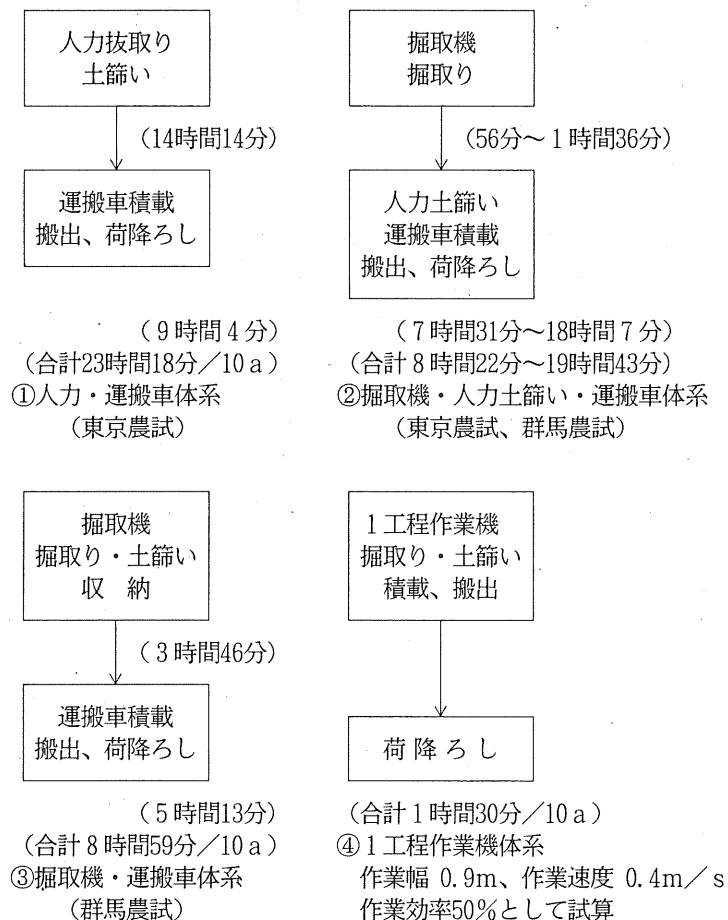 人力抜取り
土篩い
(14時間14分)
運搬車積載
搬出、荷降ろし
(9時間4分)
(合計23時間18分/10a)
①人力・運搬車体系
(東京農試)
掘取機
掘取り
(56分～1時間36分)
人力土篩い
運搬車積載
搬出、荷降ろし
(7時間31分～18時間7分)
(合計8時間22分～19時間43分)
②掘取機・人力土篩い・運搬車体系
(東京農試、群馬農試)
掘取機
掘取り・土篩い
収 納
(3時間46分)
運搬車積載
搬出、荷降ろし
(5時間13分)
(合計8時間59分/10a)
③掘取機・運搬車体系
(群馬農試)
1工程作業機
掘取り・土篩い
積載、搬出
荷降ろし
(合計1時間30分/10a)
④1工程作業機体系
作業幅 0.9m、作業速度 0.4m/s
作業効率50%として試算